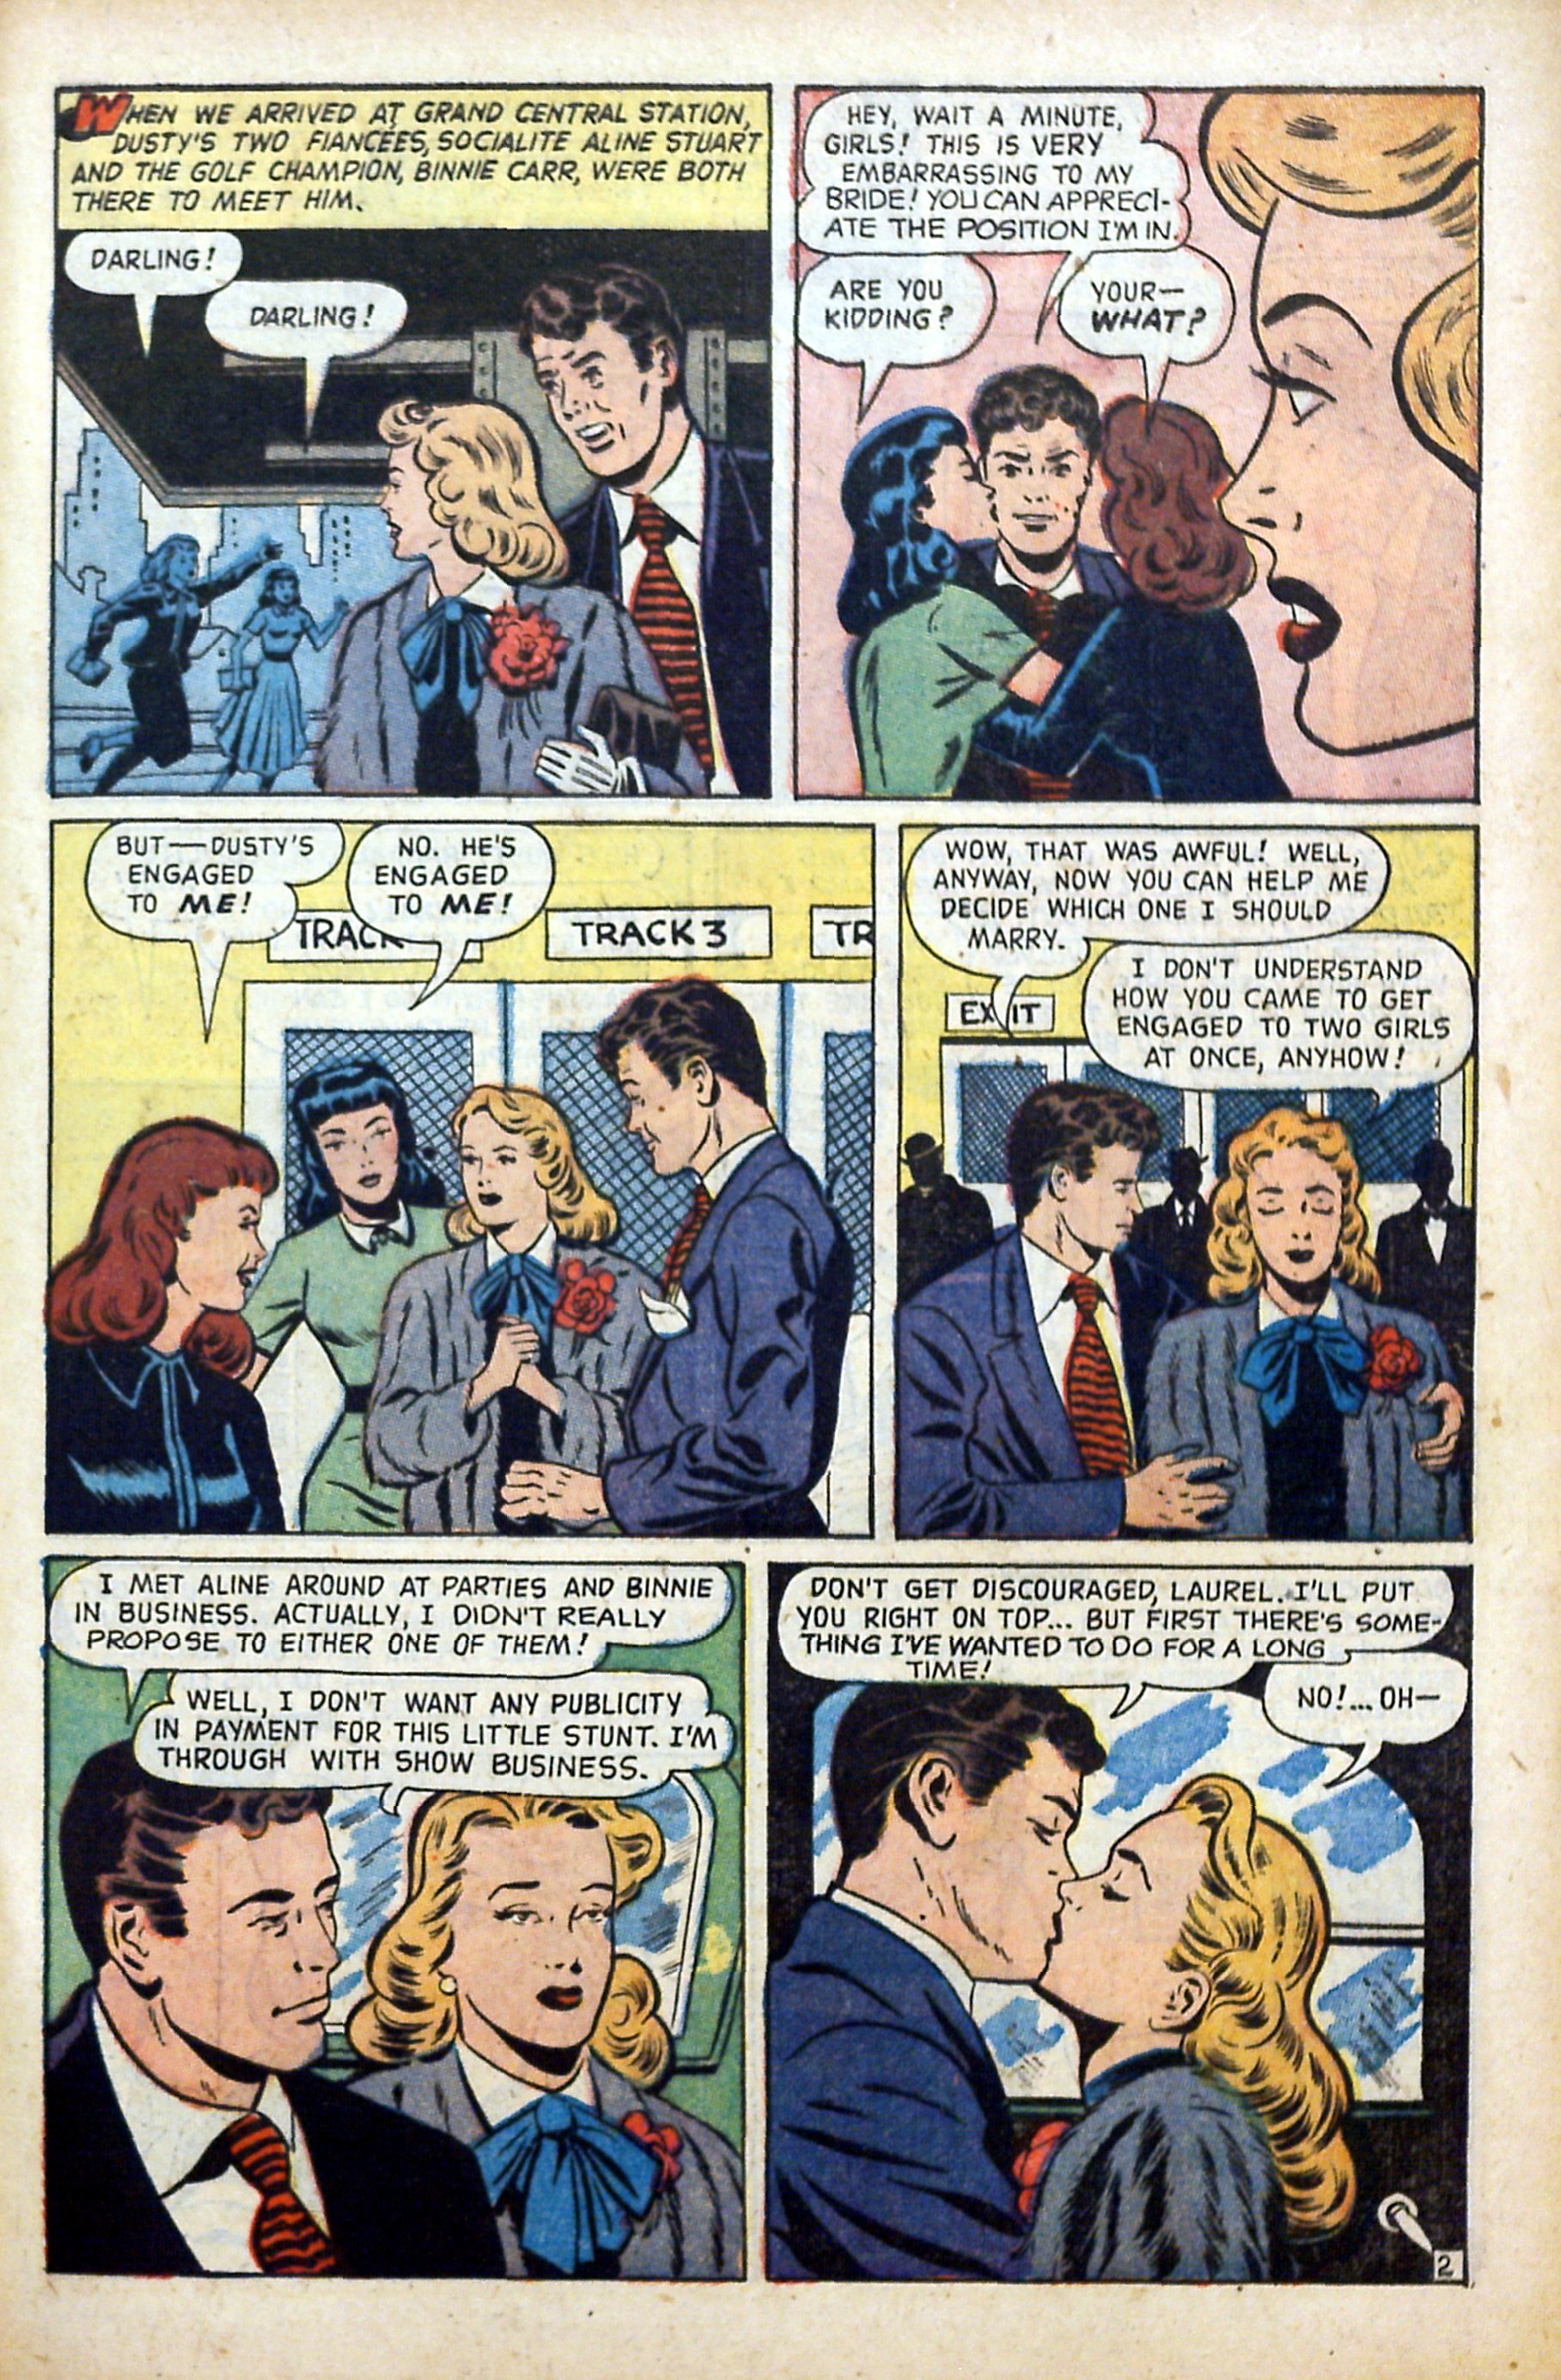 WHEN WE ARRIVED AT GRAND CENTRAL STATION,
DUSTY'S TWO FIANCÉES, SOCIALITE ALINE STUART
AND THE GOLF CHAMPION, BINNIE CARR, WERE BOTH
THERE TO MEET HIM.
DARLING!
DARLING!
HEY, WAIT A MINUTE,
GIRLS! THIS IS VERY
EMBARRASSING TO MY
BRIDE! YOU CAN APPRECI-
ATE THE POSITION I'M IN.
ARE YOU
KIDDING?
YOUR—
WHAT?
BUT—DUSTY'S
ENGAGED
TO ME!
NO. HE'S
ENGAGED
TO ME!
TRACK
TRACK 3
TR
WOW, THAT WAS AWFUL! WELL,
ANYWAY, NOW YOU CAN HELP ME
DECIDE WHICH ONE I SHOULD
MARRY.
I DON'T UNDERSTAND
HOW YOU CAME TO GET
ENGAGED TO TWO GIRLS
AT ONCE, ANYHOW!
EXIT
I MET ALINE AROUND AT PARTIES AND BINNIE
IN BUSINESS. ACTUALLY, I DIDN'T REALLY
PROPOSE TO EITHER ONE OF THEM!
WELL, I DON'T WANT ANY PUBLICITY
IN PAYMENT FOR THIS LITTLE STUNT. I'M
THROUGH WITH SHOW BUSINESS.
DON'T GET DISCOURAGED, LAUREL. I'LL PUT
YOU RIGHT ON TOP... BUT FIRST THERE'S SOME-
THING I'VE WANTED TO DO FOR A LONG
TIME!
NO!... OH—
2